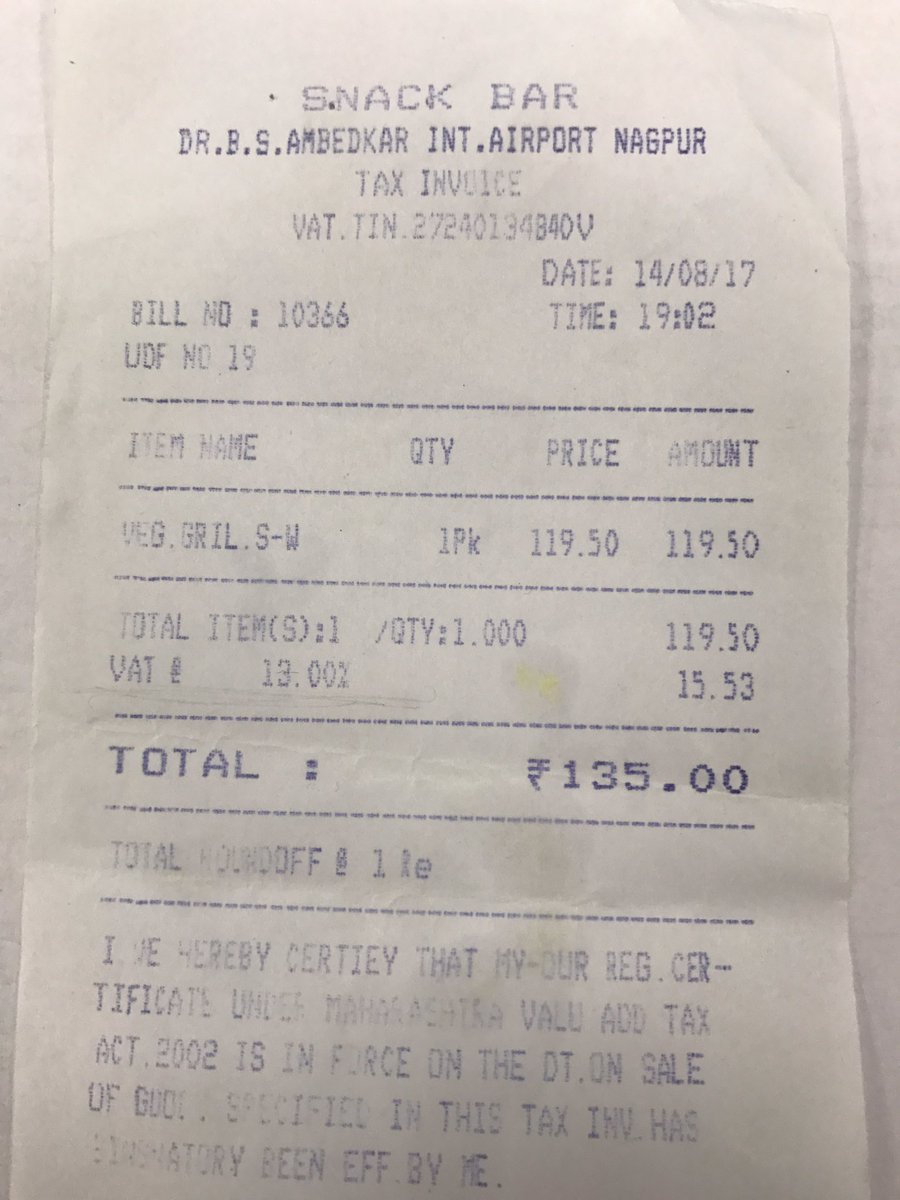 SNACK BAR
DR.B.S.AMBEDKAR INT.AIRPORT NAGPUR
TAX INVOICE
VAT.TIN.27240134840V
DATE: 14/08/17
BILL NO : 10366 TIME: 19:02
UDF NO 19
ITEM NAME QTY PRICE AMOUNT
VEG.GRIL.S-W 1Pk 119.50 119.50
TOTAL ITEM(S):1 /QTY:1.000 119.50
VAT @ 13.00% 15.53
TOTAL : ₹135.00
TOTAL ROUNDOFF @ 1 Re
I WE HEREBY CERTIEY THAT MY-OUR REG.CER-
TIFICATE UNDER MAHARASHTRA VALU ADD TAX
ACT.2002 IS IN FORCE ON THE DT.ON SALE
OF SPECIFIED IN THIS TAX INV.HAS
BEEN EFF.BY ME.